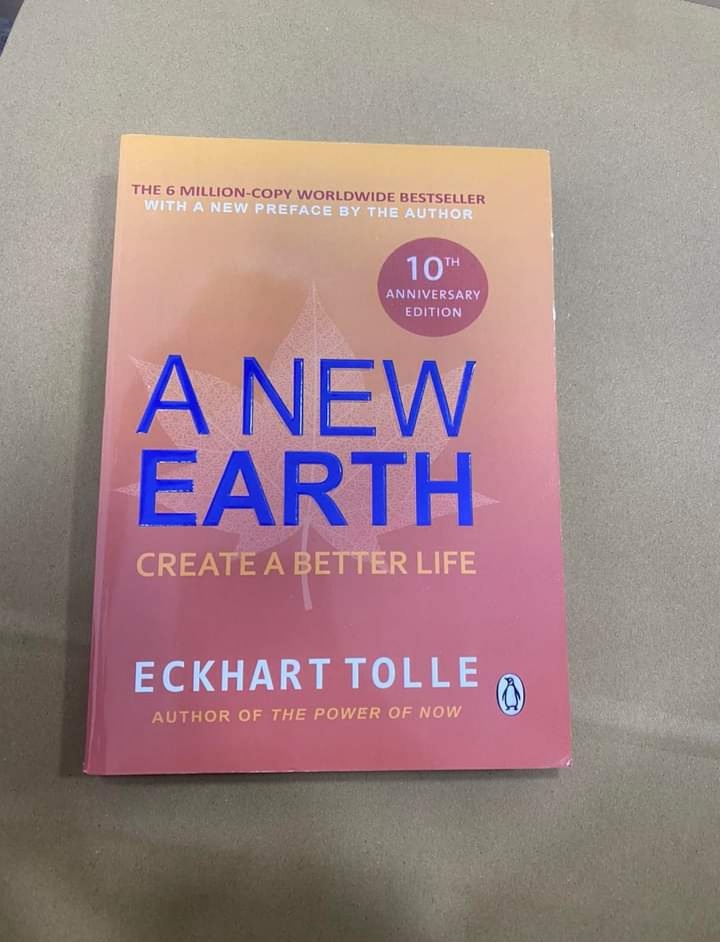 THE 6 MILLION-COPY WORLDWIDE BESTSELLER
WITH A NEW PREFACE BY THE AUTHOR
10TH
ANNIVERSARY
EDITION
A NEW
EARTH
CREATE A BETTER LIFE
ECKHART TOLLE
AUTHOR OF THE POWER OF NOW